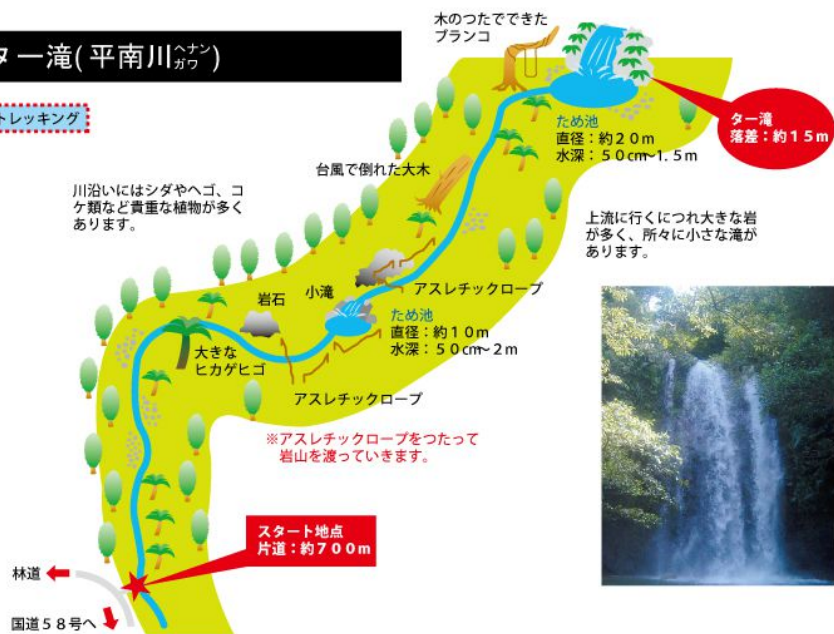 ター滝(平南川ヘナンガワ)
トレッキング
木のつたでできた
ブランコ
ター滝
落差：約15m
ため池
直径：約20m
水深：50cm〜1.5m
台風で倒れた大木
川沿いにはシダやヘゴ、コ
ケ類など貴重な植物が多く
あります。
上流に行くにつれ大きな岩
が多く、所々に小さな滝が
あります。
岩石
小滝
アスレチックロープ
ため池
直径：約10m
水深：50cm〜2m
大きな
ヒカゲヒゴ
アスレチックロープ
※アスレチックロープをつたって
岩山を渡っていきます。
スタート地点
片道：約700m
林道
国道58号へ